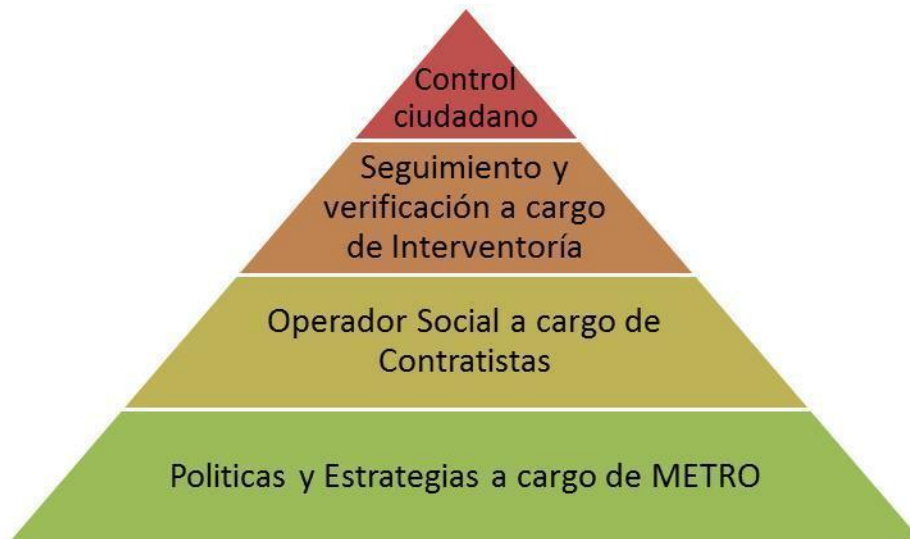 Control
ciudadano
Seguimiento y
verificación a cargo
de Interventoría
Operador Social a cargo de
Contratistas
Politicas y Estrategias a cargo de METRO